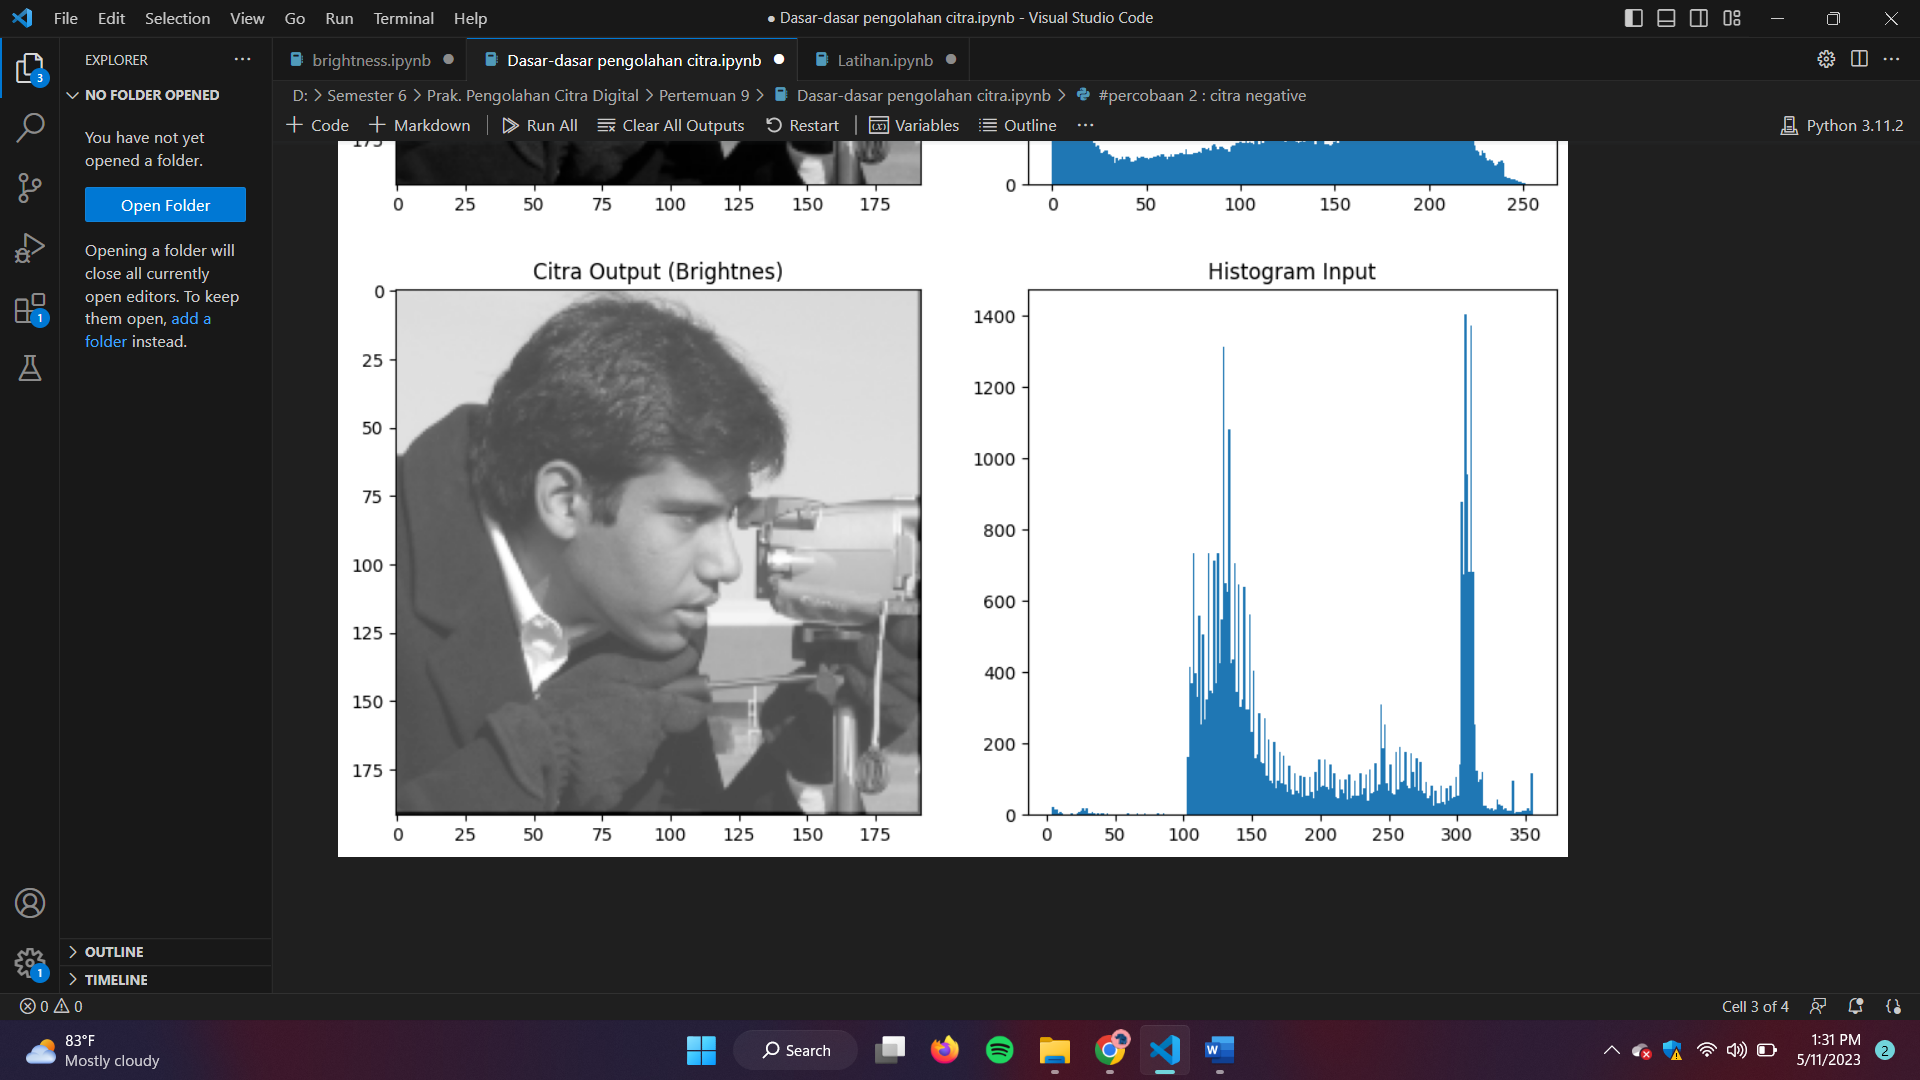 File Edit Selection View Go Run Terminal Help
● Dasar-dasar pengolahan citra.ipynb - Visual Studio Code
EXPLORER
brightness.ipynb
Dasar-dasar pengolahan citra.ipynb
Latihan.ipynb
NO FOLDER OPENED
D: > Semester 6 > Prak. Pengolahan Citra Digital > Pertemuan 9 > Dasar-dasar pengolahan citra.ipynb > #percobaan 2 : citra negative
Code Markdown Run All Clear All Outputs Restart Variables Outline
Python 3.11.2
3
You have not yet
opened a folder.
Open Folder
Opening a folder will
close all currently
open editors. To keep
them open, add a
folder instead.
1
175
0 25 50 75 100 125 150 175
0
0 50 100 150 200 250
Citra Output (Brightnes)
0
25
50
75
100
125
150
175
0 25 50 75 100 125 150 175
Histogram Input
1400
1200
1000
800
600
400
200
0
0 50 100 150 200 250 300 350
OUTLINE
1
TIMELINE
0 0
Cell 3 of 4
83°F
Mostly cloudy
Search
1:31 PM
5/11/2023
2